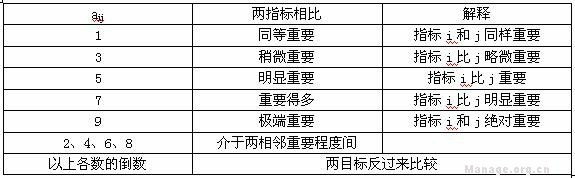 aij 两指标相比 解释
1 同等重要 指标 i 和 j 同样重要
3 稍微重要 指标 i 比 j 略微重要
5 明显重要 指标 i 比 j 重要
7 重要得多 指标 i 比 j 明显重要
9 极端重要 指标 i 和 j 绝对重要
2、4、6、8 介于两相邻重要程度间
以上各数的倒数 两目标反过来比较
Manage.org.cn